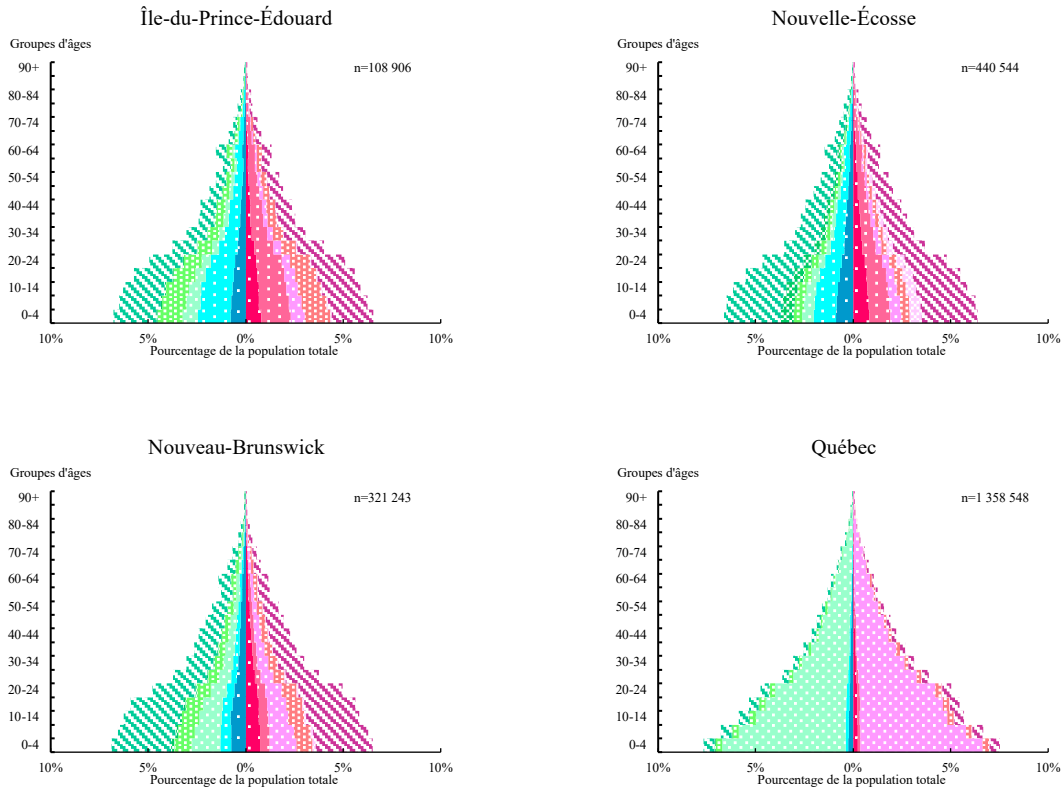 Île-du-Prince-Édouard
Groupes d'âges
n=108 906
90+
80-84
70-74
60-64
50-54
40-44
30-34
20-24
10-14
0-4
10% 5% 0% 5% 10%
Pourcentage de la population totale
Nouvelle-Écosse
Groupes d'âges
n=440 544
90+
80-84
70-74
60-64
50-54
40-44
30-34
20-24
10-14
0-4
10% 5% 0% 5% 10%
Pourcentage de la population totale
Nouveau-Brunswick
Groupes d'âges
n=321 243
90+
80-84
70-74
60-64
50-54
40-44
30-34
20-24
10-14
0-4
10% 5% 0% 5% 10%
Pourcentage de la population totale
Québec
Groupes d'âges
n=1 358 548
90+
80-84
70-74
60-64
50-54
40-44
30-34
20-24
10-14
0-4
10% 5% 0% 5% 10%
Pourcentage de la population totale